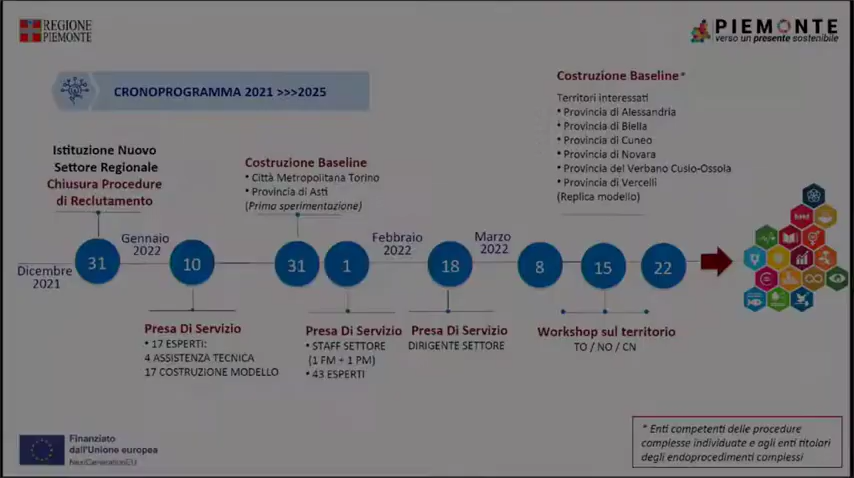 REGIONE
PIEMONTE
PIEMONTE
verso un presente sostenibile
CRONOPROGRAMMA 2021 >>>2025
Costruzione Baseline*
Territori interessati
• Provincia di Alessandria
• Provincia di Biella
• Provincia di Cuneo
• Provincia di Novara
• Provincia del Verbano Cusio-Ossola
• Provincia di Vercelli
(Replica modello)
Istituzione Nuovo
Settore Regionale
Chiusura Procedure
di Reclutamento
Costruzione Baseline
• Città Metropolitana Torino
• Provincia di Asti
(Prima sperimentazione)
Dicembre
2021
31
Gennaio
2022
10
31
1
Febbraio
2022
18
Marzo
2022
8
15
22
Presa Di Servizio
• 17 ESPERTI:
4 ASSISTENZA TECNICA
17 COSTRUZIONE MODELLO
Presa Di Servizio
• STAFF SETTORE
(1 FM + 1 PM)
• 43 ESPERTI
Presa Di Servizio
DIRIGENTE SETTORE
Workshop sul territorio
TO / NO / CN
Finanziato
dall'Unione europea
NextGenerationEU
* Enti competenti delle procedure
complesse individuate e agli enti titolari
degli endoprocedimenti complessi